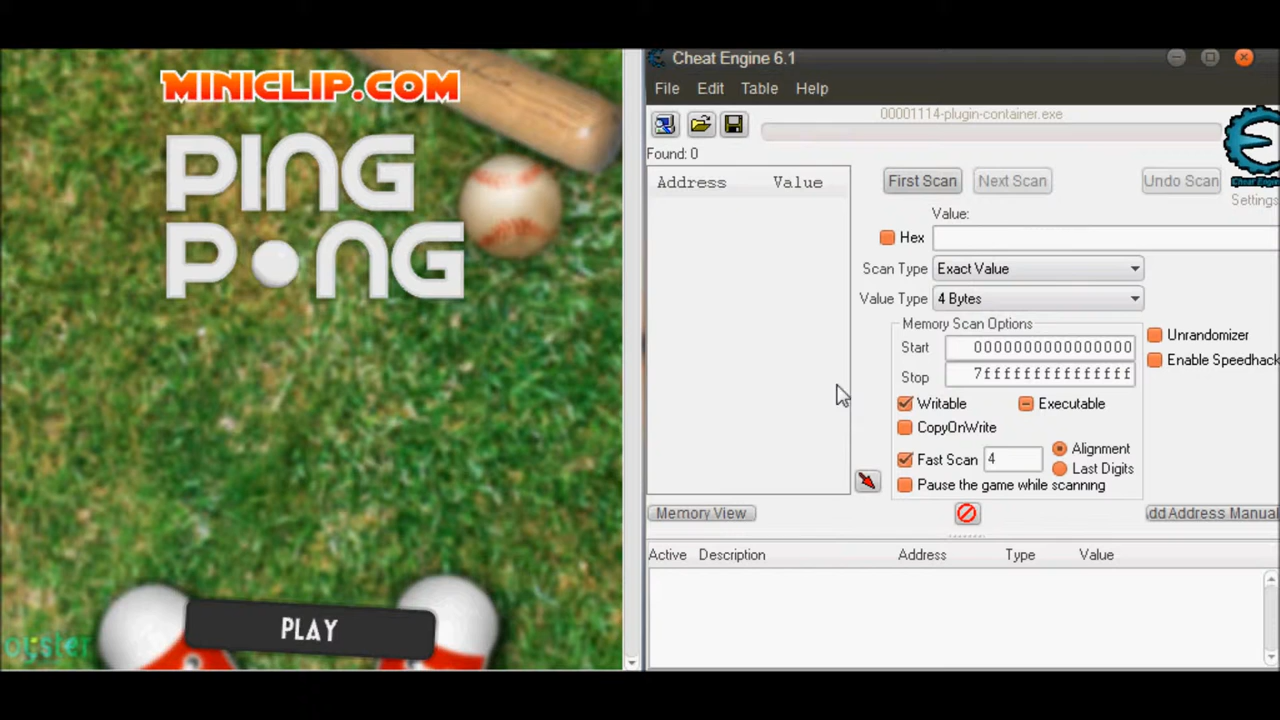 MINICLIP.COM
PING
PONG
PLAY
oyster
Cheat Engine 6.1
File Edit Table Help
00001114-plugin-container.exe
Found: 0
Address Value
First Scan Next Scan Undo Scan
Cheat Engine
Settings
Value:
Hex
Scan Type Exact Value
Value Type 4 Bytes
Memory Scan Options
Start 0000000000000000
Stop 7fffffffffffffff
Unrandomizer
Enable Speedhack
Writable Executable
CopyOnWrite
Fast Scan 4 Alignment
Last Digits
Pause the game while scanning
Memory View dd Address Manual
Active Description Address Type Value